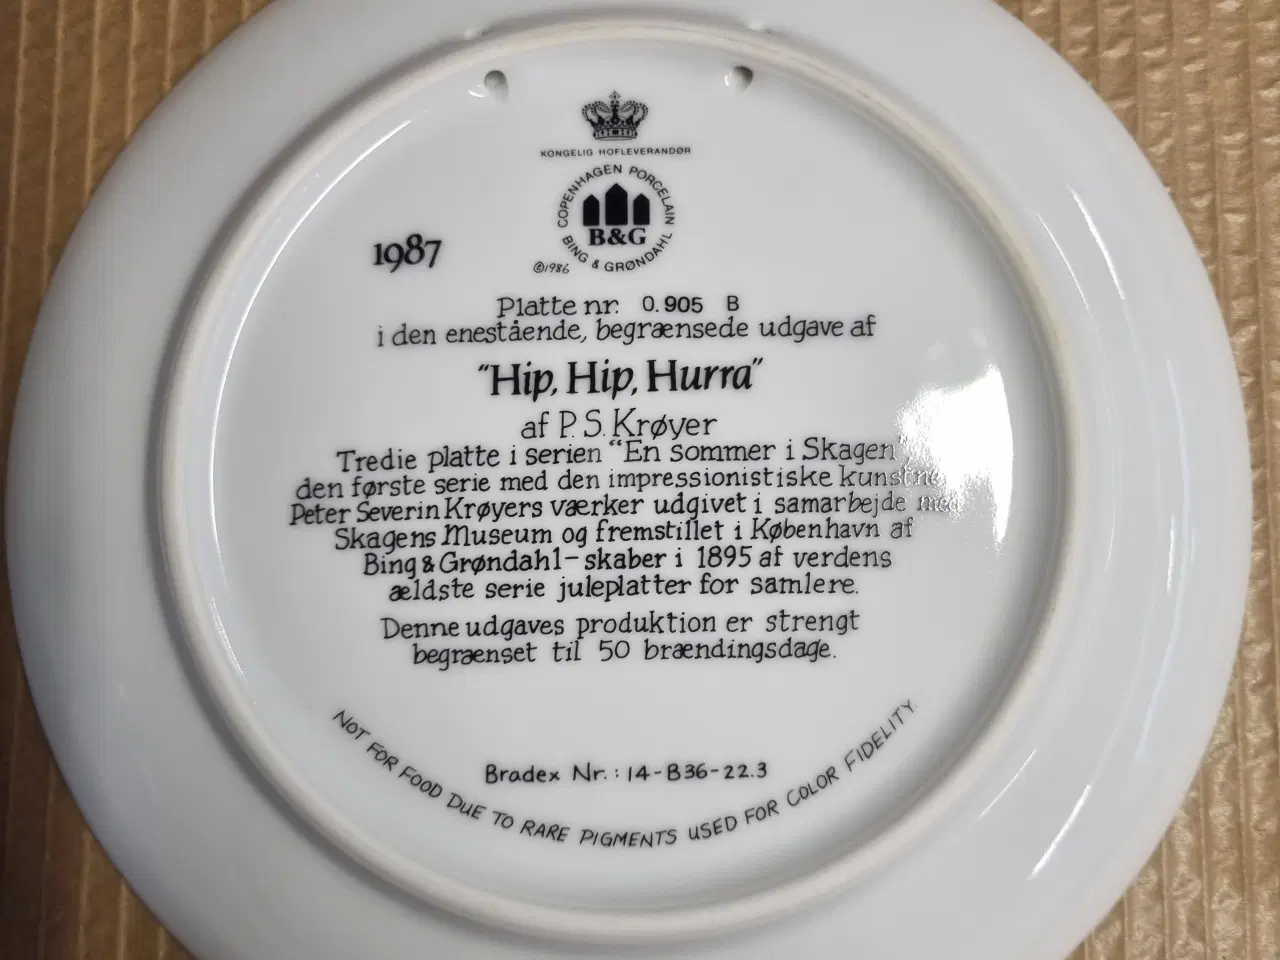 KONGELIG HOFLEVERANDØR
COPENHAGEN PORCELAIN
B&G
BING & GRØNDAHL
©1986
1987
Platte nr. 0.905 B
i den enestående, begrænsede udgave af
"Hip, Hip, Hurra"
af P. S. Krøyer
Tredie platte i serien "En sommer i Skagen
den første serie med den impressionistiske kunstner
Peter Severin Krøyers værker udgivet i samarbejde med
Skagens Museum og fremstillet i København af
Bing & Grøndahl - skaber i 1895 af verdens
ældste serie juleplatter for samlere.
Denne udgaves produktion er strengt
begrænset til 50 brændingsdage.
Bradex Nr.: 14-B36-22.3
NOT FOR FOOD DUE TO RARE PIGMENTS USED FOR COLOR FIDELITY.